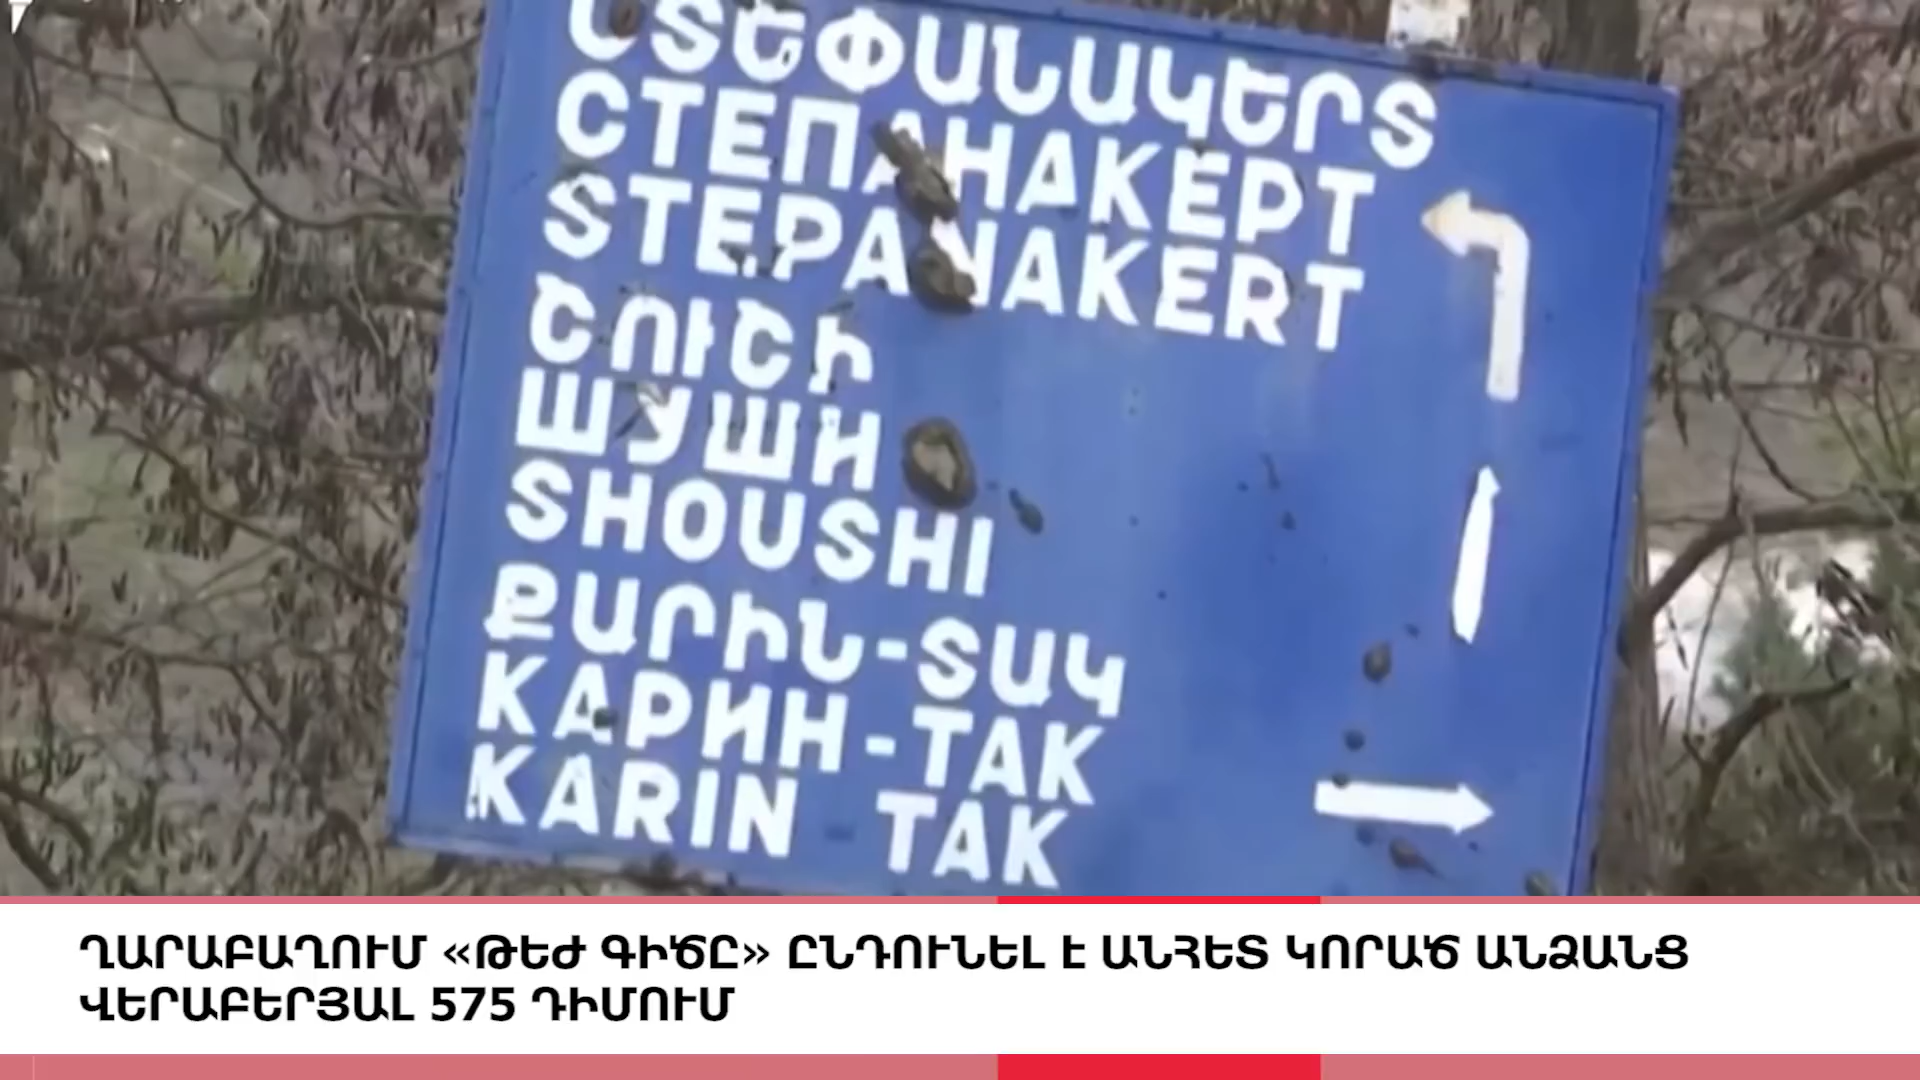 ՍՏԵՓԱՆԱԿԵՐՏ
СТЕПАНАКЕРТ
STEPANAKERT
ՇՈՒՇԻ
ШУШИ
SHOUSHI
ՔԱՐԻՆ-ՏԱԿ
КАРИН-ТАК
KARIN TAK
ՂԱՐԱԲԱՂՈՒՄ «ԹԵԺ ԳԻԾԸ» ԸՆԴՈՒՆԵԼ է ԱՆՀԵՏ ԿՈՐԱԾ ԱՆՁԱՆՑ
ՎԵՐԱԲԵՐՅԱԼ 575 ԴԻՄՈՒՄ